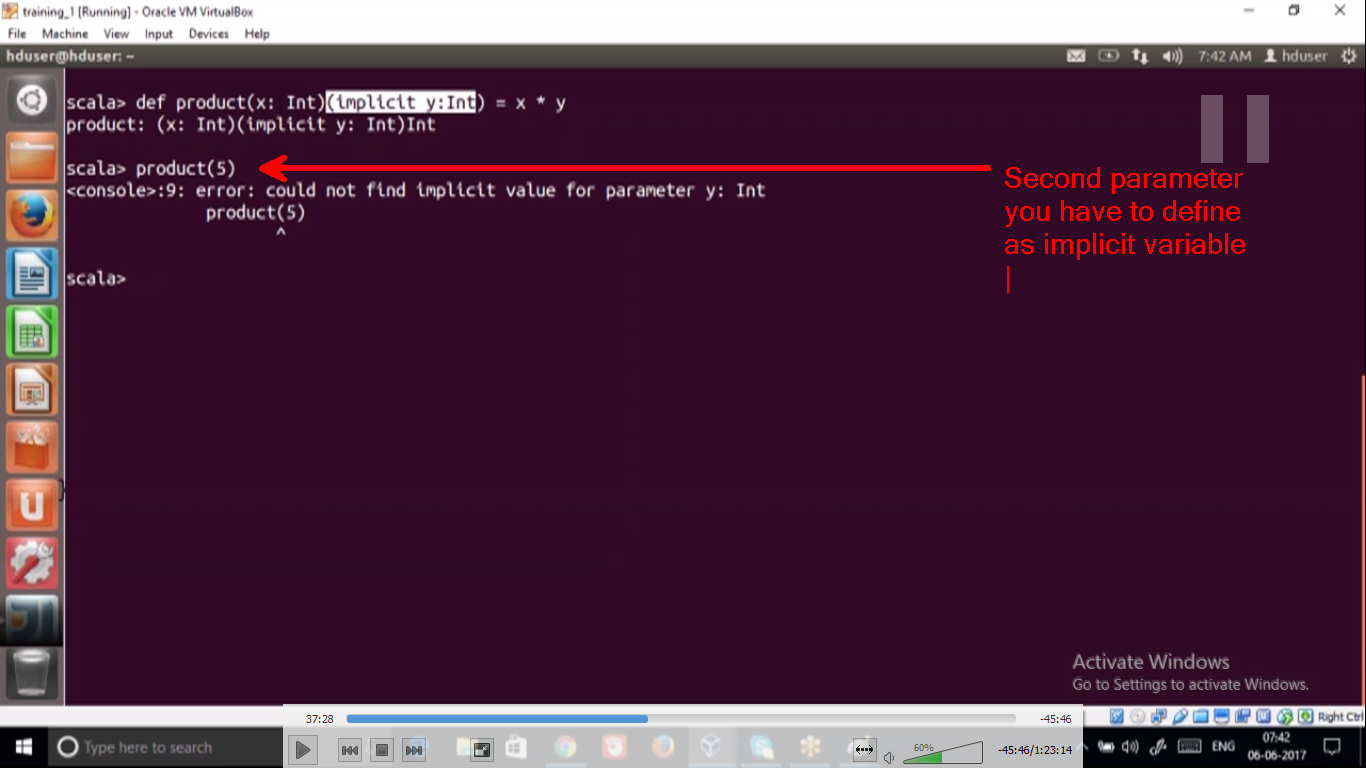 training_1 [Running] - Oracle VM VirtualBox
File Machine View Input Devices Help
hduser@hduser: ~
7:42 AM hduser
scala> def product(x: Int)(implicit y:Int) = x * y
product: (x: Int)(implicit y: Int)Int
scala> product(5)
<console>:9: error: could not find implicit value for parameter y: Int
product(5)
^
scala>
Second parameter
you have to define
as implicit variable
Activate Windows
Go to Settings to activate Windows.
Right Ctrl
37:28
-45:46
60%
-45:46/1:23:14
Type here to search
ENG
07:42
06-06-2017